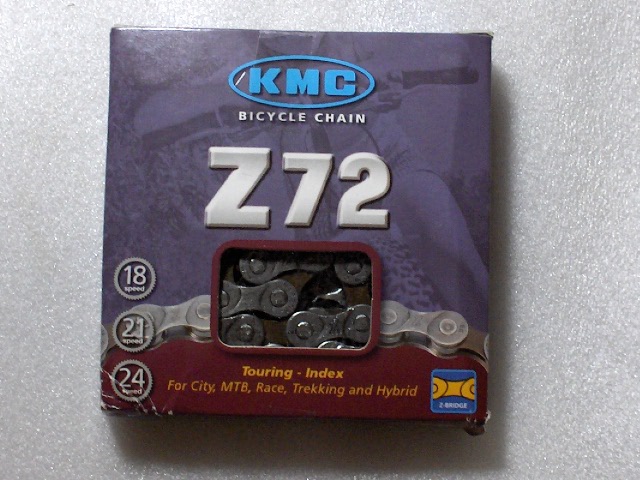 KMC
BICYCLE CHAIN
Z72
18
speed
21
speed
24
speed
Touring - Index
For City, MTB, Race, Trekking and Hybrid
Z-BRIDGE